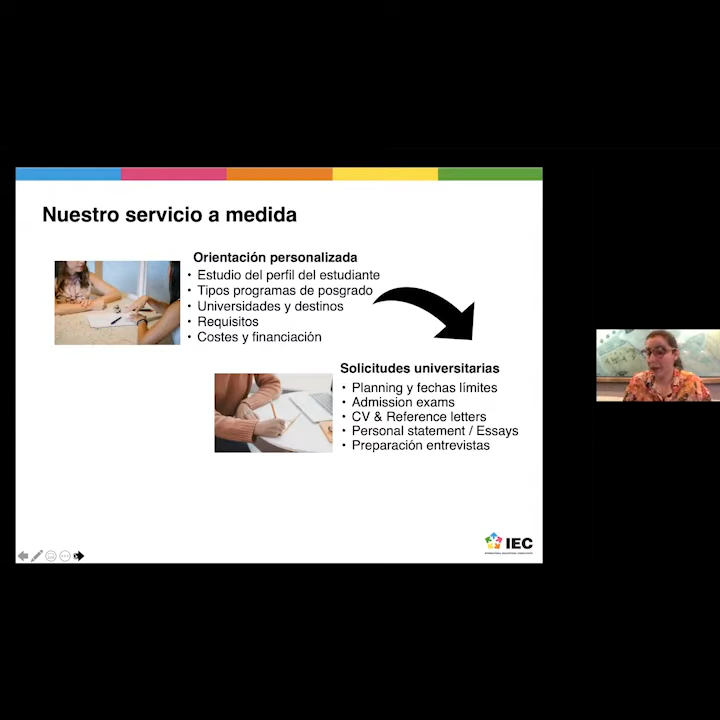 Nuestro servicio a medida
Orientación personalizada
• Estudio del perfil del estudiante
• Tipos programas de posgrado
• Universidades y destinos
• Requisitos
• Costes y financiación
Solicitudes universitarias
• Planning y fechas límites
• Admission exams
• CV & Reference letters
• Personal statement / Essays
• Preparación entrevistas
IEC